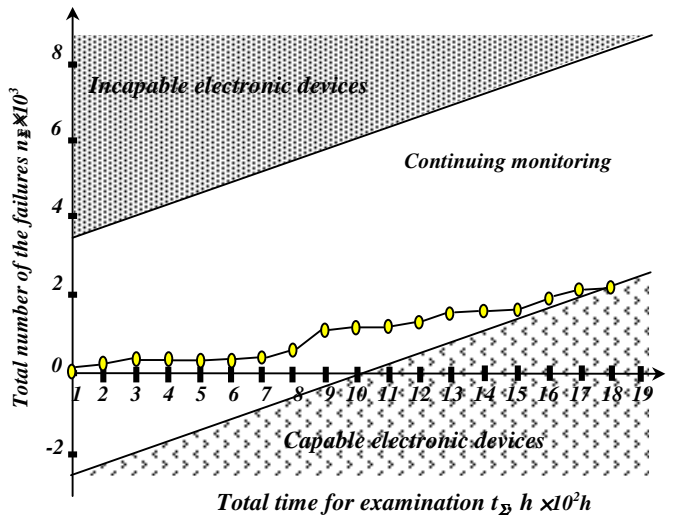 Total number of the failures nΣ×10³
8
Incapable electronic devices
6
Continuing monitoring
4
2
0
1 2 3 4 5 6 7 8 9 10 11 12 13 14 15 16 17 18 19
-2
Capable electronic devices
Total time for examination tΣ, h ×10²h